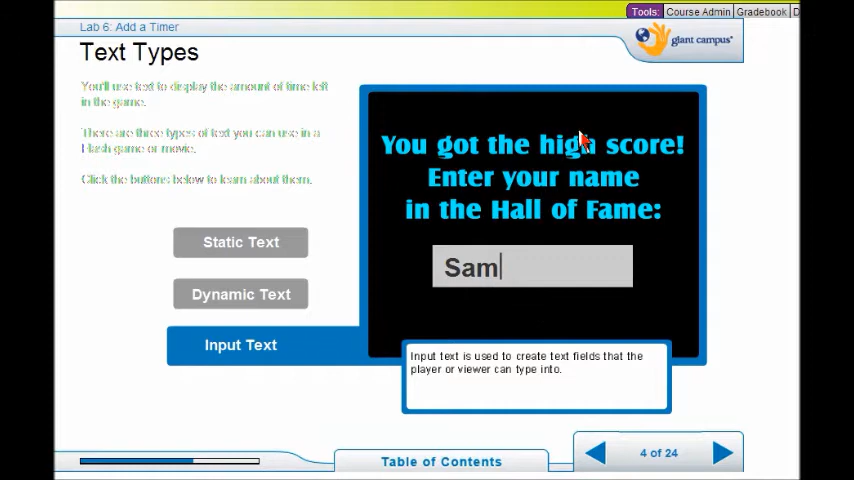 Tools: Course Admin Gradebook D
Lab 6: Add a Timer
giant campus
Text Types
You'll use text to display the amount of time left
in the game.
There are three types of text you can use in a
Flash game or movie.
Click the buttons below to learn about them.
You got the high score!
Enter your name
in the Hall of Fame:
Sam
Static Text
Dynamic Text
Input Text
Input text is used to create text fields that the
player or viewer can type into.
Table of Contents
4 of 24